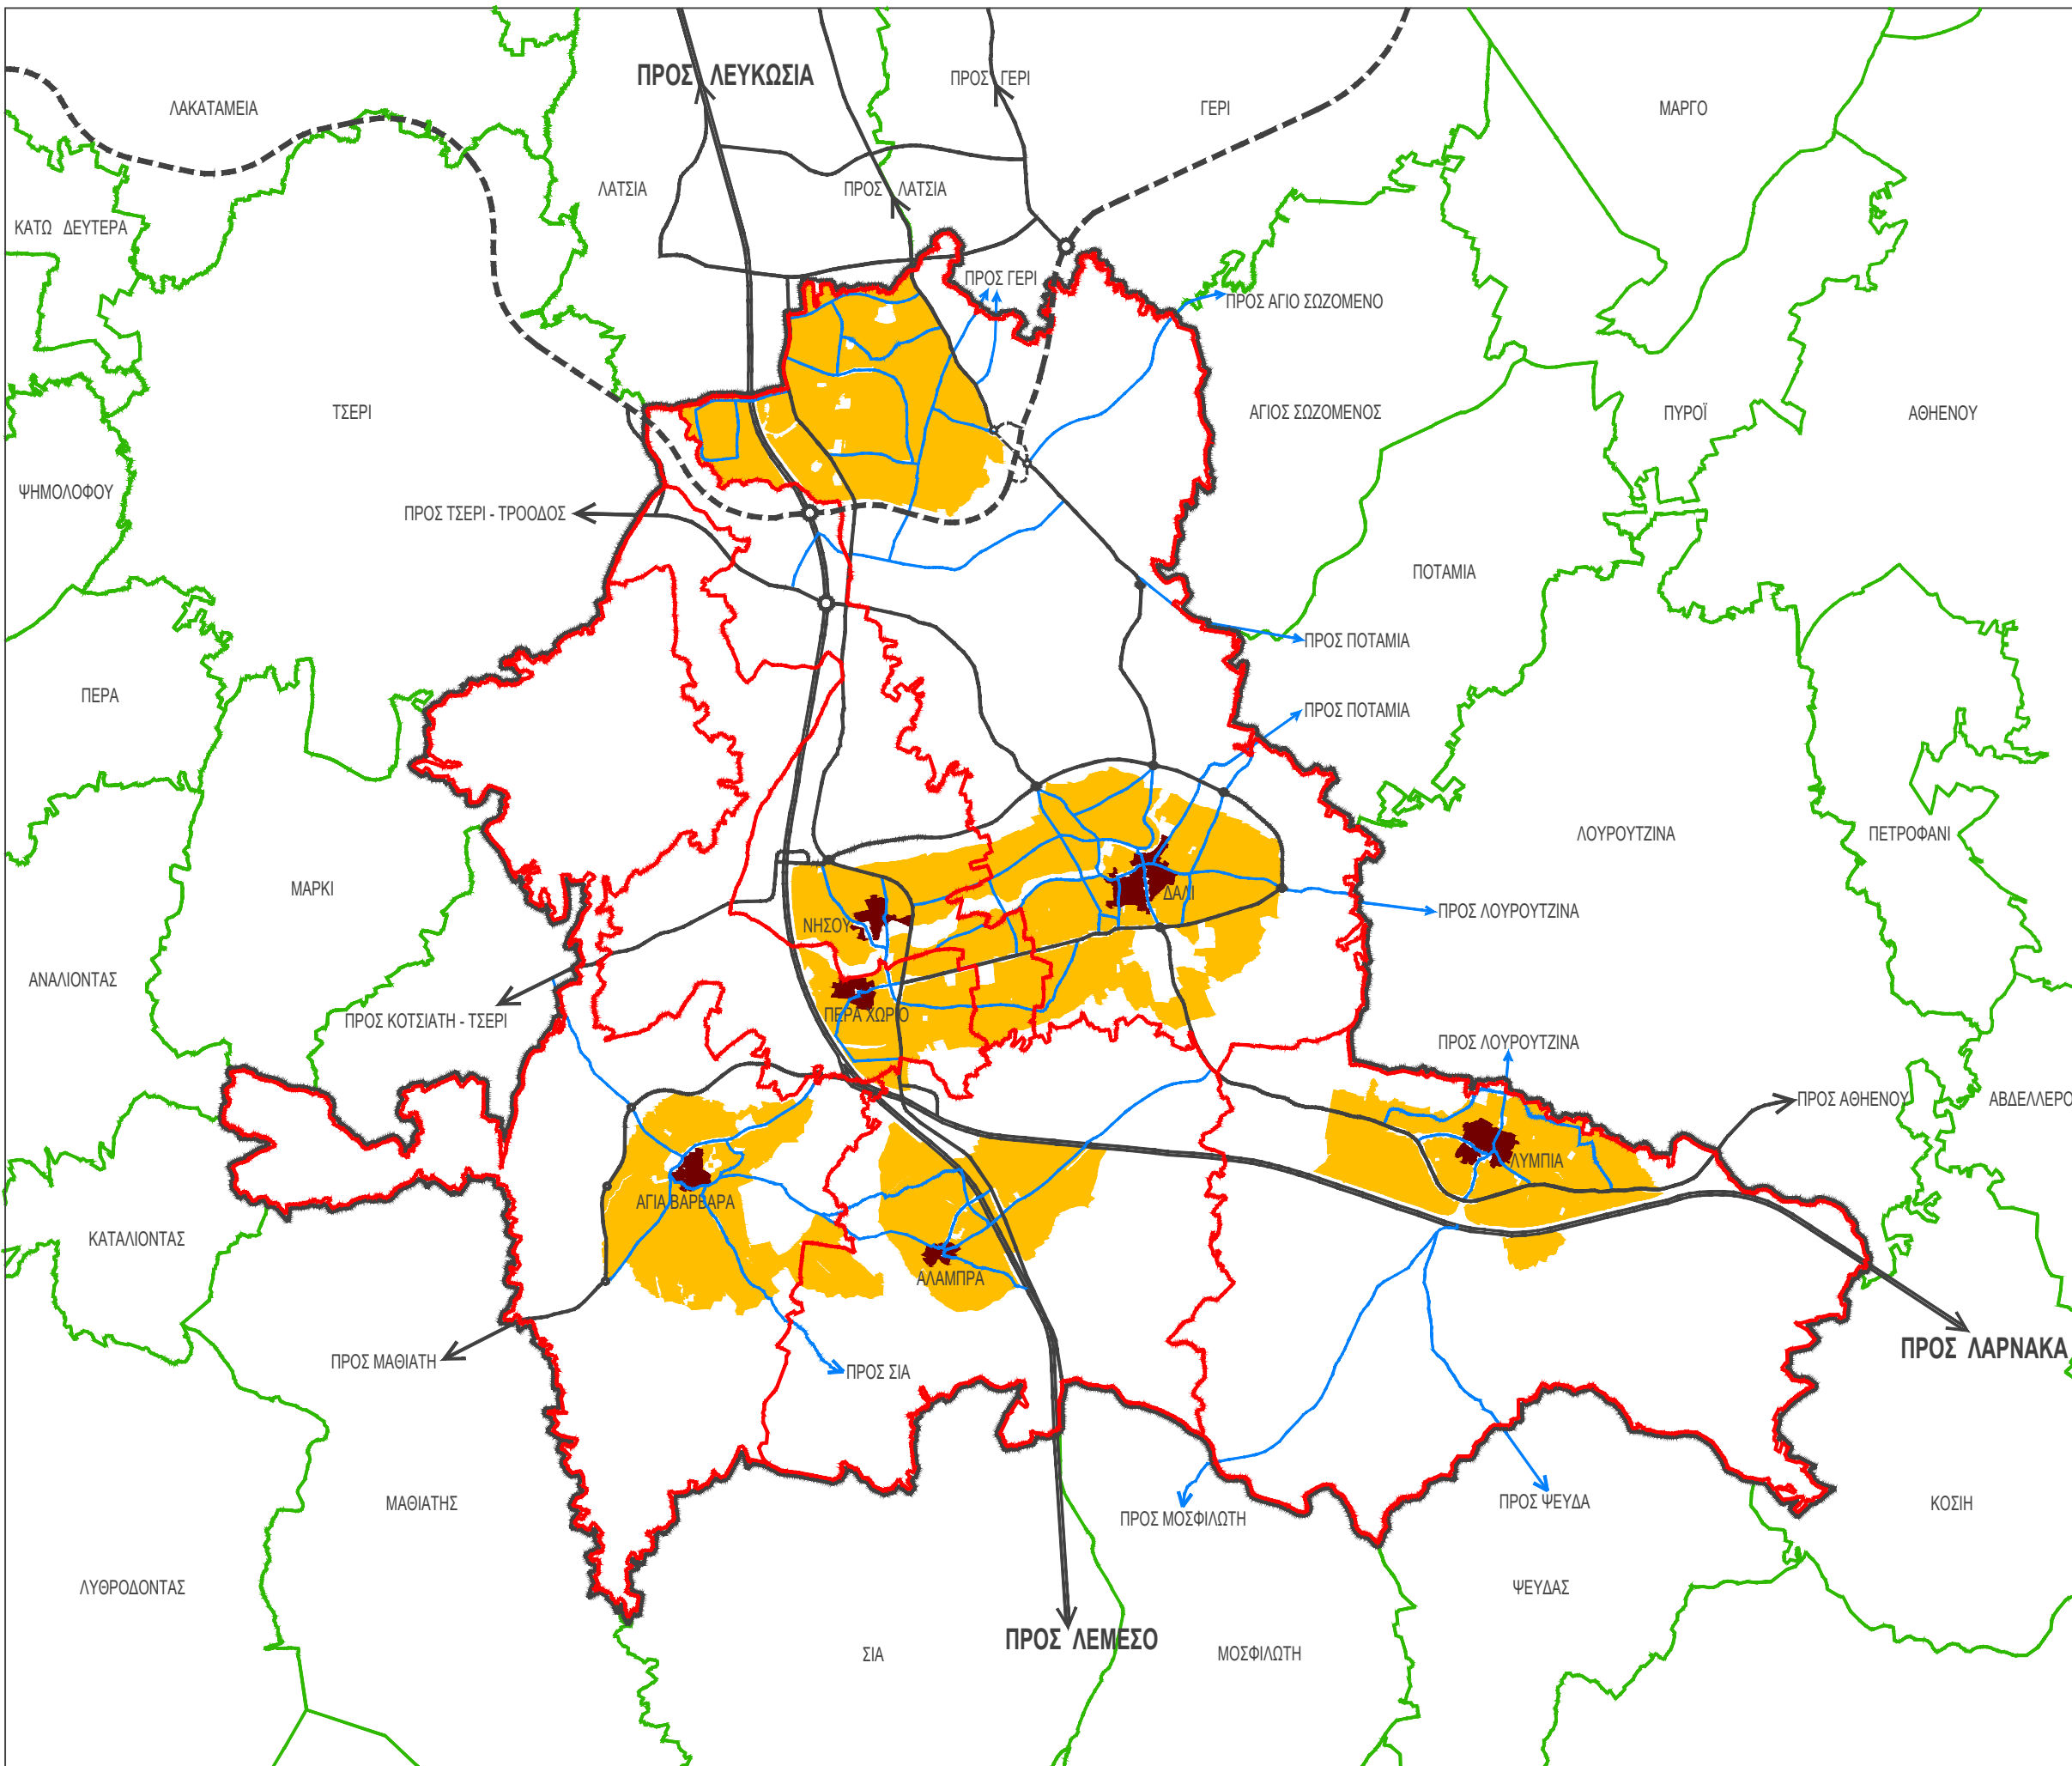 ΠΡΟΣ ΛΕΥΚΩΣΙΑ
ΠΡΟΣ ΓΕΡΙ
ΛΑΚΑΤΑΜΕΙΑ
ΓΕΡΙ
ΜΑΡΓΟ
ΛΑΤΣΙΑ
ΠΡΟΣ ΛΑΤΣΙΑ
ΚΑΤΩ ΔΕΥΤΕΡΑ
ΠΡΟΣ ΓΕΡΙ
ΠΡΟΣ ΑΓΙΟ ΣΩΖΟΜΕΝΟ
ΤΣΕΡΙ
ΑΓΙΟΣ ΣΩΖΟΜΕΝΟΣ
ΠΥΡΟΪ
ΑΘΗΕΝΟΥ
ΨΗΜΟΛΟΦΟΥ
ΠΡΟΣ ΤΣΕΡΙ - ΤΡΟΟΔΟΣ
ΠΟΤΑΜΙΑ
ΠΡΟΣ ΠΟΤΑΜΙΑ
ΠΕΡΑ
ΠΡΟΣ ΠΟΤΑΜΙΑ
ΛΟΥΡΟΥΤΖΙΝΑ
ΠΕΤΡΟΦΑΝΙ
ΜΑΡΚΙ
ΔΑΛΙ
ΠΡΟΣ ΛΟΥΡΟΥΤΖΙΝΑ
ΝΗΣΟΥ
ΑΝΑΛΙΟΝΤΑΣ
ΠΕΡΑ ΧΩΡΙΟ
ΠΡΟΣ ΚΟΤΣΙΑΤΗ - ΤΣΕΡΙ
ΠΡΟΣ ΛΟΥΡΟΥΤΖΙΝΑ
ΠΡΟΣ ΑΘΗΕΝΟΥ
ΑΒΔΕΛΛΕΡΟ
ΛΥΜΠΙΑ
ΑΓΙΑ ΒΑΡΒΑΡΑ
ΚΑΤΑΛΙΟΝΤΑΣ
ΑΛΑΜΠΡΑ
ΠΡΟΣ ΛΑΡΝΑΚΑ
ΠΡΟΣ ΜΑΘΙΑΤΗ
ΠΡΟΣ ΣΙΑ
ΜΑΘΙΑΤΗΣ
ΠΡΟΣ ΨΕΥΔΑ
ΚΟΣΙΗ
ΠΡΟΣ ΜΟΣΦΙΛΩΤΗ
ΛΥΘΡΟΔΟΝΤΑΣ
ΨΕΥΔΑΣ
ΠΡΟΣ ΛΕΜΕΣΟ
ΣΙΑ
ΜΟΣΦΙΛΩΤΗ